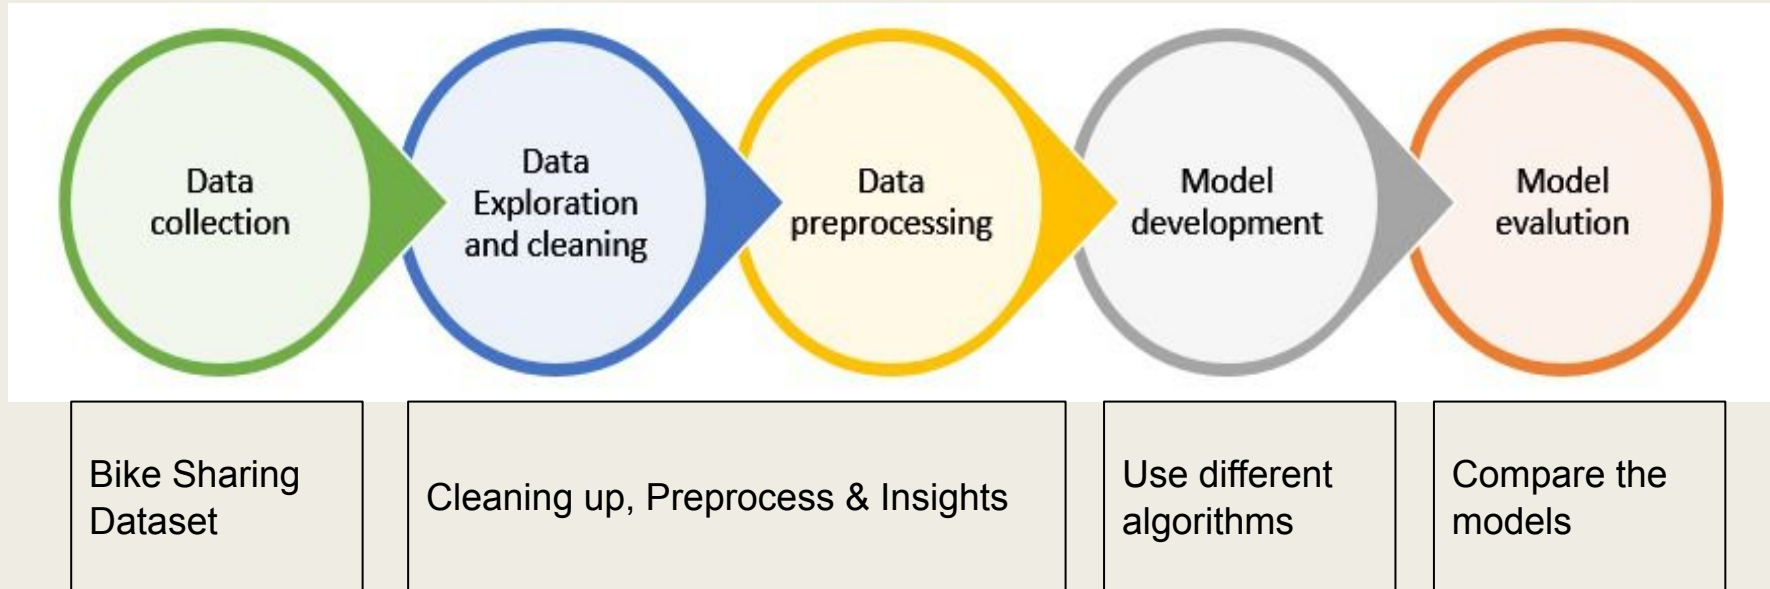 Data
collection
Data
Exploration
and cleaning
Data
preprocessing
Model
development
Model
evalution
Bike Sharing
Dataset
Cleaning up, Preprocess & Insights
Use different
algorithms
Compare the
models